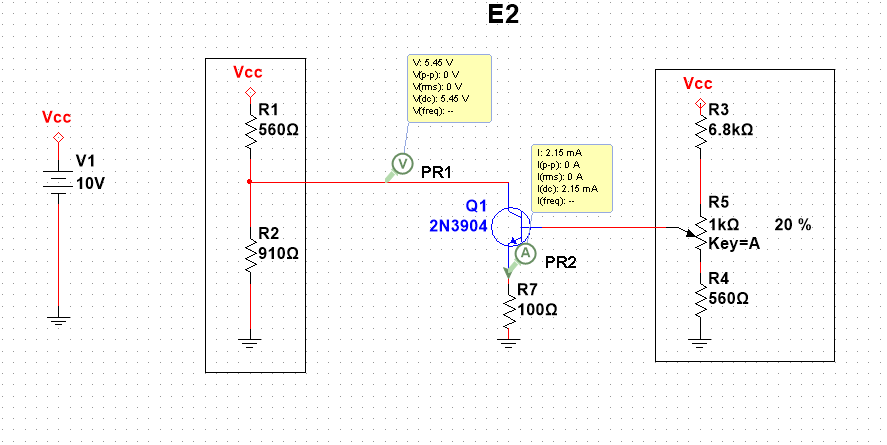 E2
Vcc
V1
10V
Vcc
R1
560Ω
R2
910Ω
V: 5.45 V
V(p-p): 0 V
V(rms): 0 V
V(dc): 5.45 V
V(freq): --
V
PR1
I: 2.15 mA
I(p-p): 0 A
I(rms): 0 A
I(dc): 2.15 mA
I(freq): --
Q1
2N3904
A
PR2
R7
100Ω
Vcc
R3
6.8kΩ
R5
1kΩ 20 %
Key=A
R4
560Ω